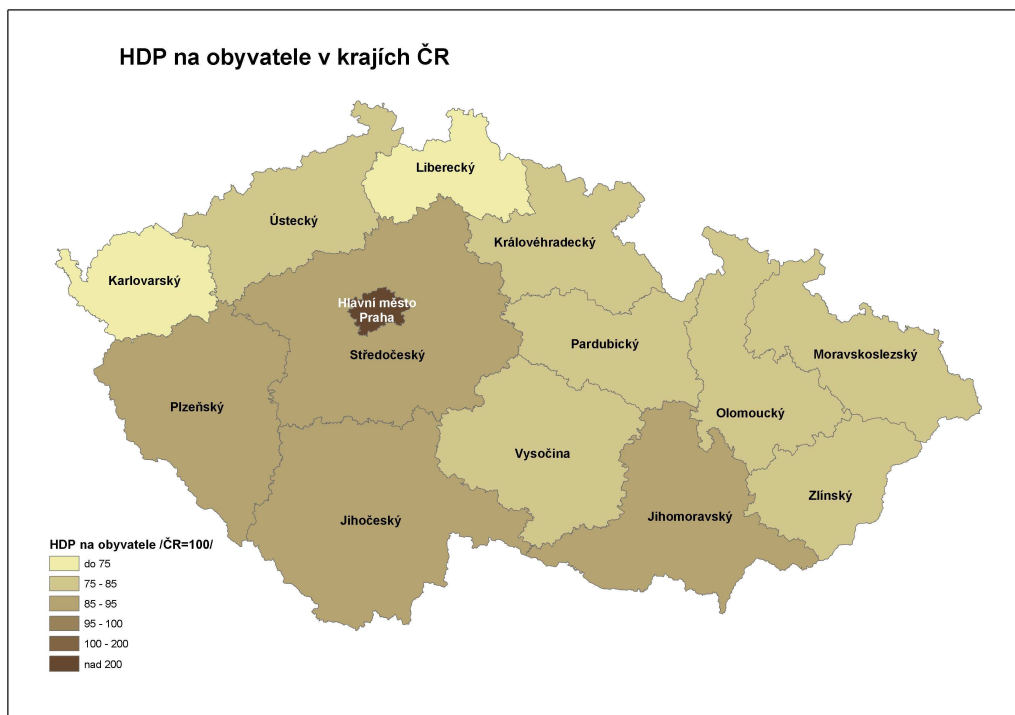 HDP na obyvatele v krajích ČR
Liberecký
Ústecký
Královéhradecký
Karlovarský
Hlavní město
Praha
Středočeský
Pardubický
Moravskoslezský
Plzeňský
Olomoucký
Vysočina
Zlínský
Jihočeský
Jihomoravský
HDP na obyvatele /ČR=100/
do 75
75 - 85
85 - 95
95 - 100
100 - 200
nad 200